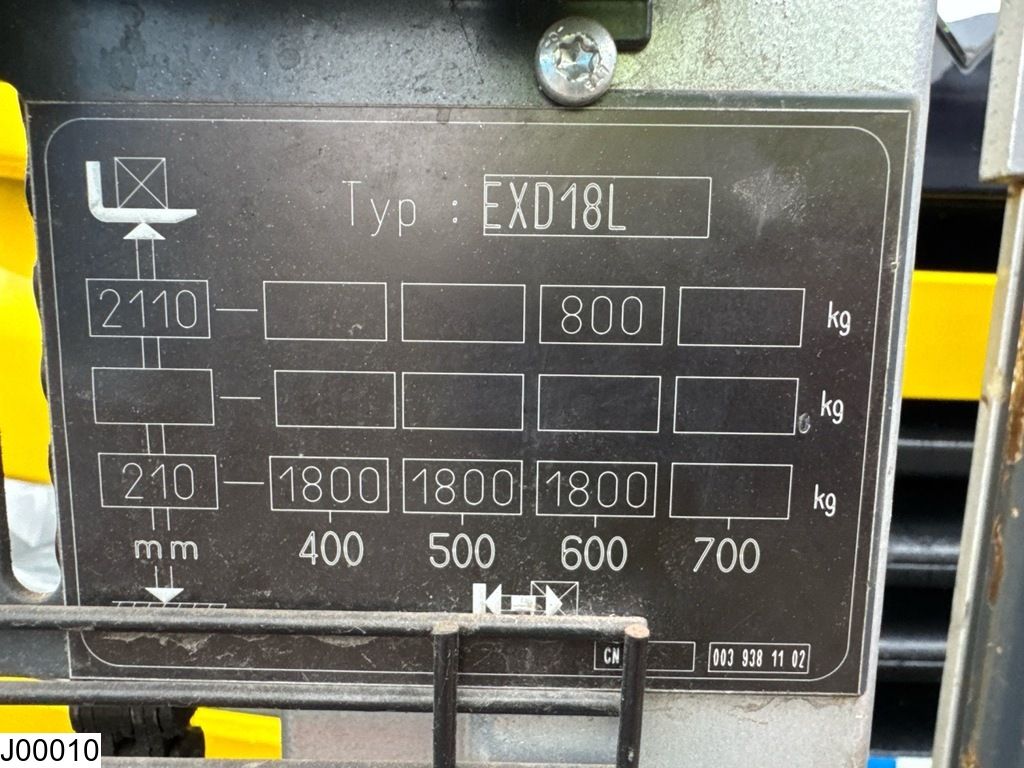 Typ : EXD18L
2110 800 kg
kg
210 1800 1800 1800 kg
mm 400 500 600 700
CN 003 938 11 02
J00010